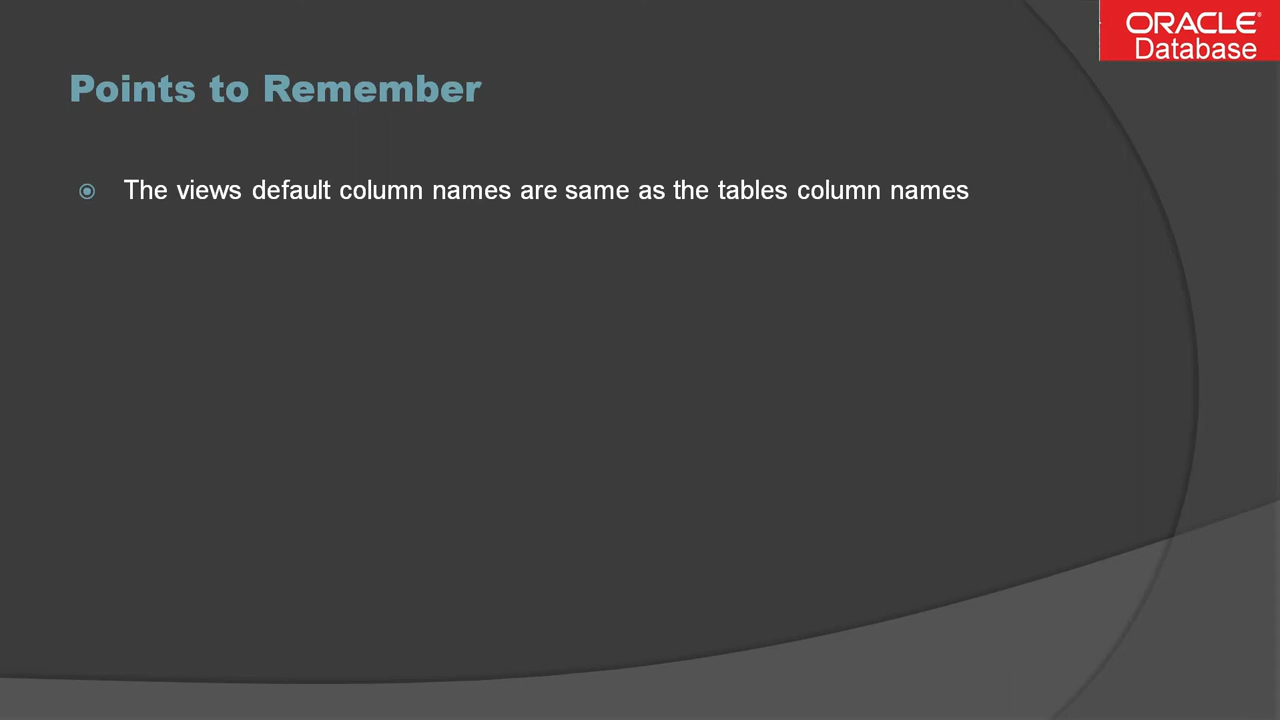 ORACLE
Database
Points to Remember
The views default column names are same as the tables column names